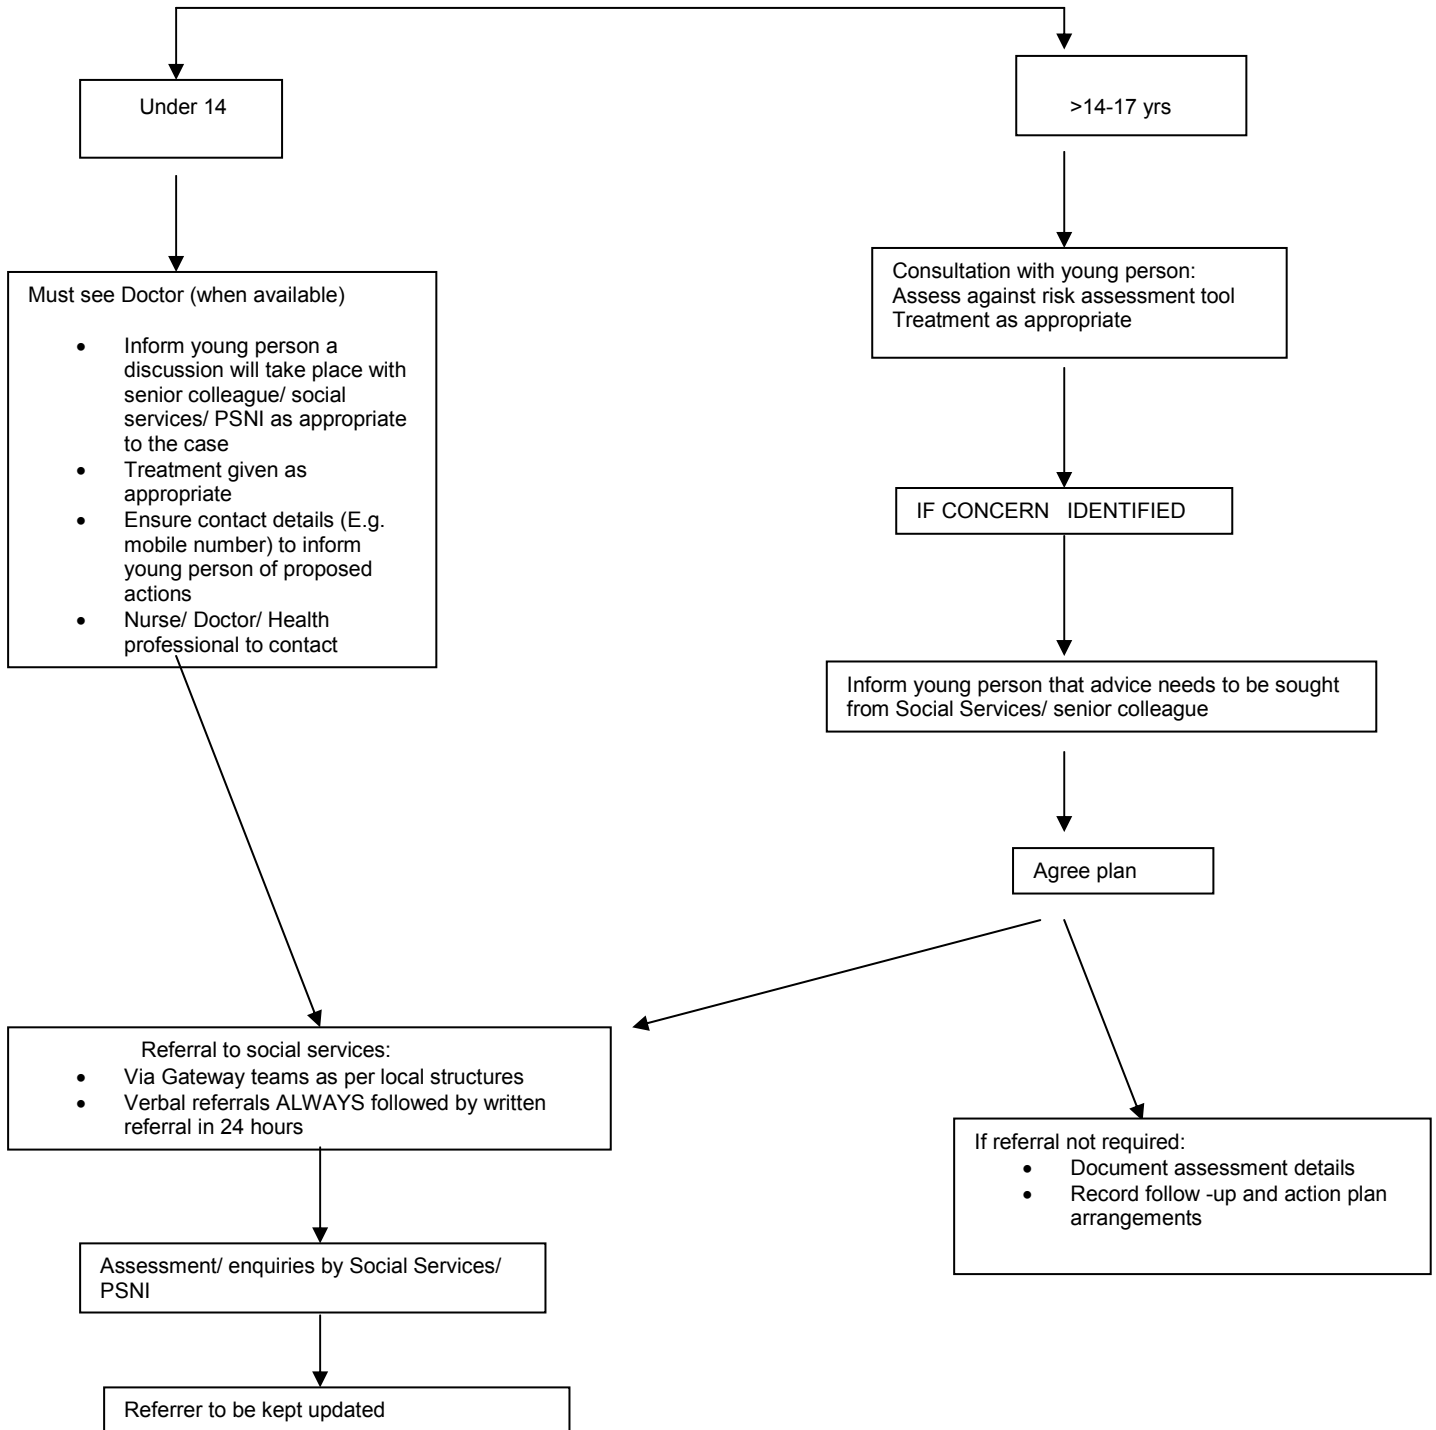 Under 14
>14-17 yrs
Must see Doctor (when available)
• Inform young person a
discussion will take place with
senior colleague/ social
services/ PSNI as appropriate
to the case
• Treatment given as
appropriate
• Ensure contact details (E.g.
mobile number) to inform
young person of proposed
actions
• Nurse/ Doctor/ Health
professional to contact
Consultation with young person:
Assess against risk assessment tool
Treatment as appropriate
IF CONCERN IDENTIFIED
Inform young person that advice needs to be sought
from Social Services/ senior colleague
Agree plan
Referral to social services:
• Via Gateway teams as per local structures
• Verbal referrals ALWAYS followed by written
referral in 24 hours
If referral not required:
• Document assessment details
• Record follow -up and action plan
arrangements
Assessment/ enquiries by Social Services/
PSNI
Referrer to be kept updated